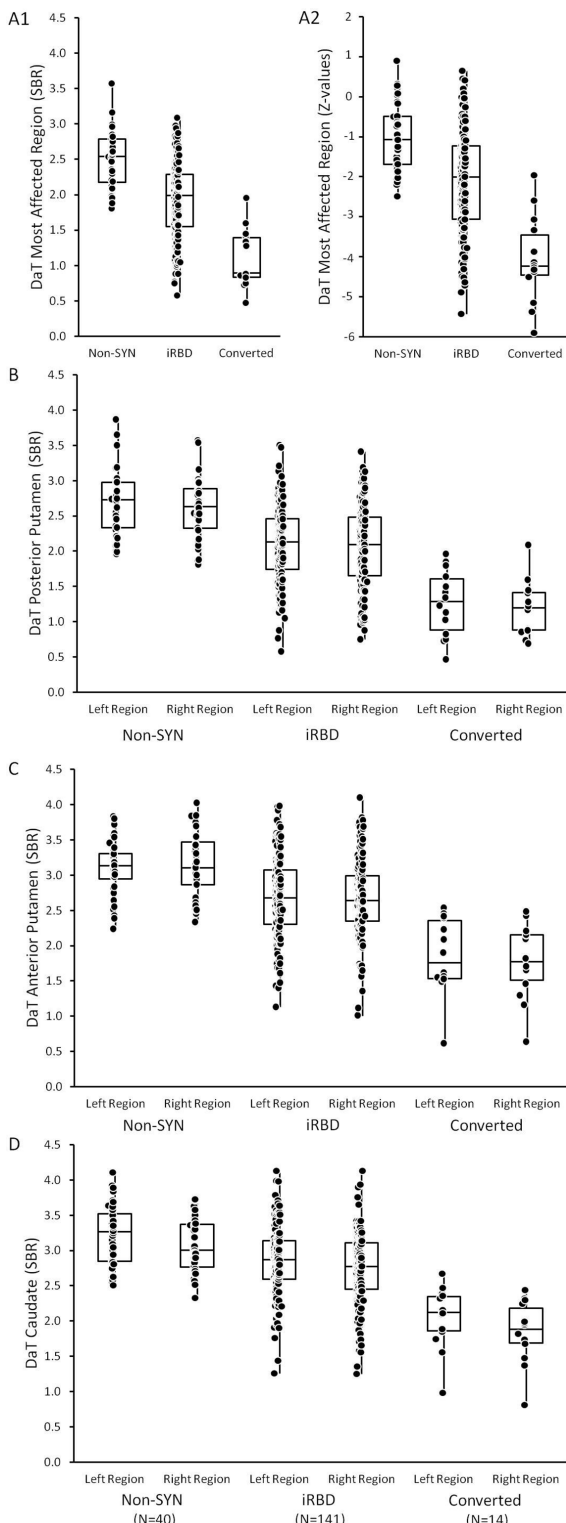 A1
DaT Most Affected Region (SBR)
4.5
4.0
3.5
3.0
2.5
2.0
1.5
1.0
0.5
0.0
Non-SYN iRBD Converted
A2
DaT Most Affected Region (Z-values)
2
1
0
-1
-2
-3
-4
-5
-6
Non-SYN iRBD Converted
B
DaT Posterior Putamen (SBR)
4.5
4.0
3.5
3.0
2.5
2.0
1.5
1.0
0.5
0.0
Left Region Right Region Left Region Right Region Left Region Right Region
Non-SYN iRBD Converted
C
DaT Anterior Putamen (SBR)
4.5
4.0
3.5
3.0
2.5
2.0
1.5
1.0
0.5
0.0
Left Region Right Region Left Region Right Region Left Region Right Region
Non-SYN iRBD Converted
D
DaT Caudate (SBR)
4.5
4.0
3.5
3.0
2.5
2.0
1.5
1.0
0.5
0.0
Left Region Right Region Left Region Right Region Left Region Right Region
Non-SYN iRBD Converted
(N=40) (N=141) (N=14)